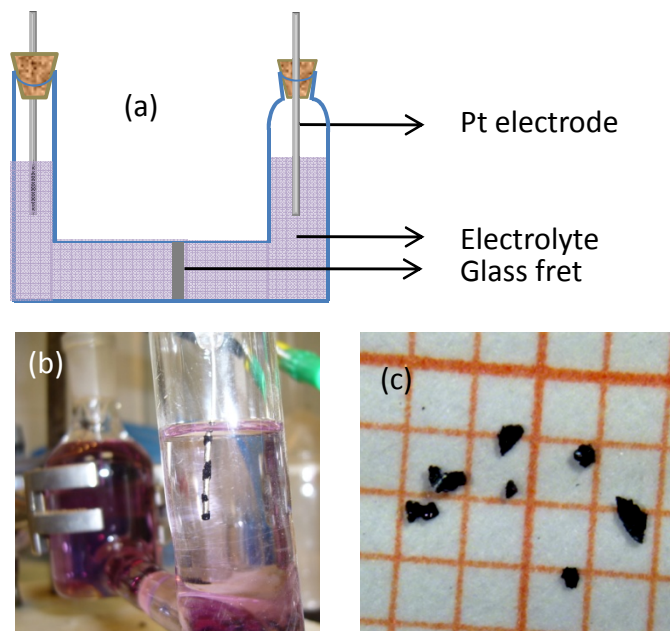 (a)
Pt electrode
Electrolyte
Glass fret
(b)
(c)